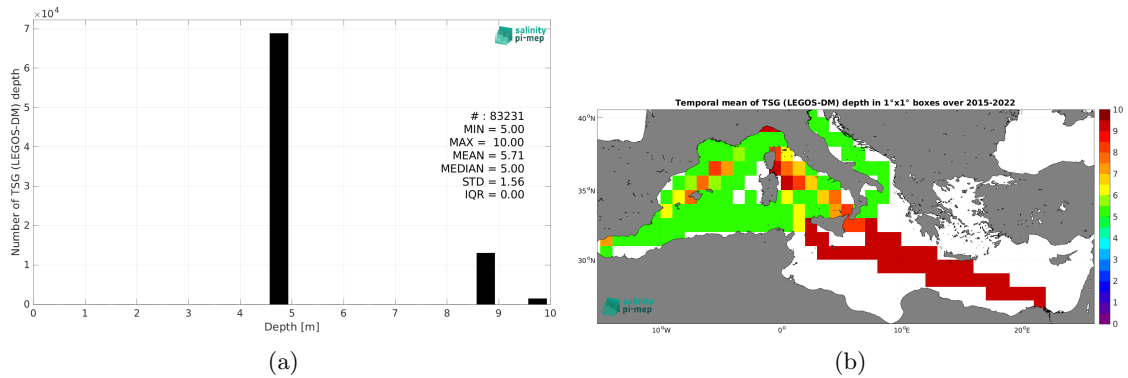 ×10⁴
7
6
5
4
3
2
1
0
Number of TSG (LEGOS-DM) depth
salinity
pi-mep
# : 83231
MIN = 5.00
MAX = 10.00
MEAN = 5.71
MEDIAN = 5.00
STD = 1.56
IQR = 0.00
0 1 2 3 4 5 6 7 8 9 10
Depth [m]
(a)
Temporal mean of TSG (LEGOS-DM) depth in 1°x1° boxes over 2015-2022
40°N
35°N
30°N
salinity
pi-mep
10°W 0° 10°E 20°E
10
9
8
7
6
5
4
3
2
1
0
(b)